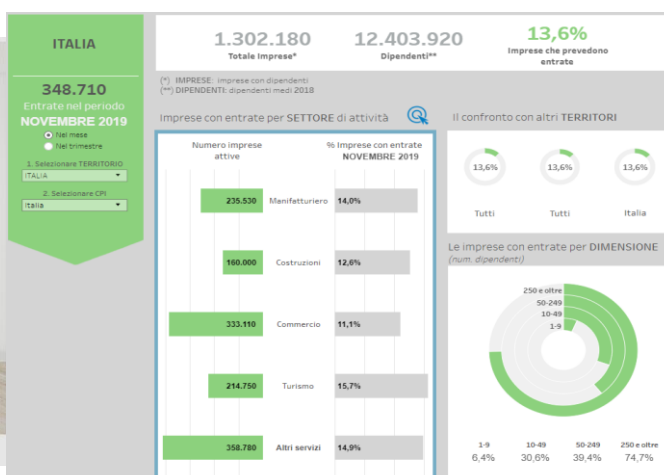 ITALIA
348.710
Entrate nel periodo
NOVEMBRE 2019
Nel mese
Nel trimestre
1. Selezionare TERRITORIO
ITALIA
2. Selezionare CPI
Italia
1.302.180
Totale Imprese*
12.403.920
Dipendenti**
13,6%
Imprese che prevedono
entrate
(*) IMPRESE: imprese con dipendenti
(**) DIPENDENTI: dipendenti medi 2018
Imprese con entrate per SETTORE di attività
Numero imprese
attive
% Imprese con entrate
NOVEMBRE 2019
235.530 Manifatturiero 14,0%
160.000 Costruzioni 12,6%
333.110 Commercio 11,1%
214.750 Turismo 15,7%
358.780 Altri servizi 14,9%
Il confronto con altri TERRITORI
13,6% 13,6% 13,6%
Tutti Tutti Italia
Le imprese con entrate per DIMENSIONE
(num. dipendenti)
250 e oltre
50-249
10-49
1-9
1-9 10-49 50-249 250 e oltre
6,4% 30,6% 39,4% 74,7%